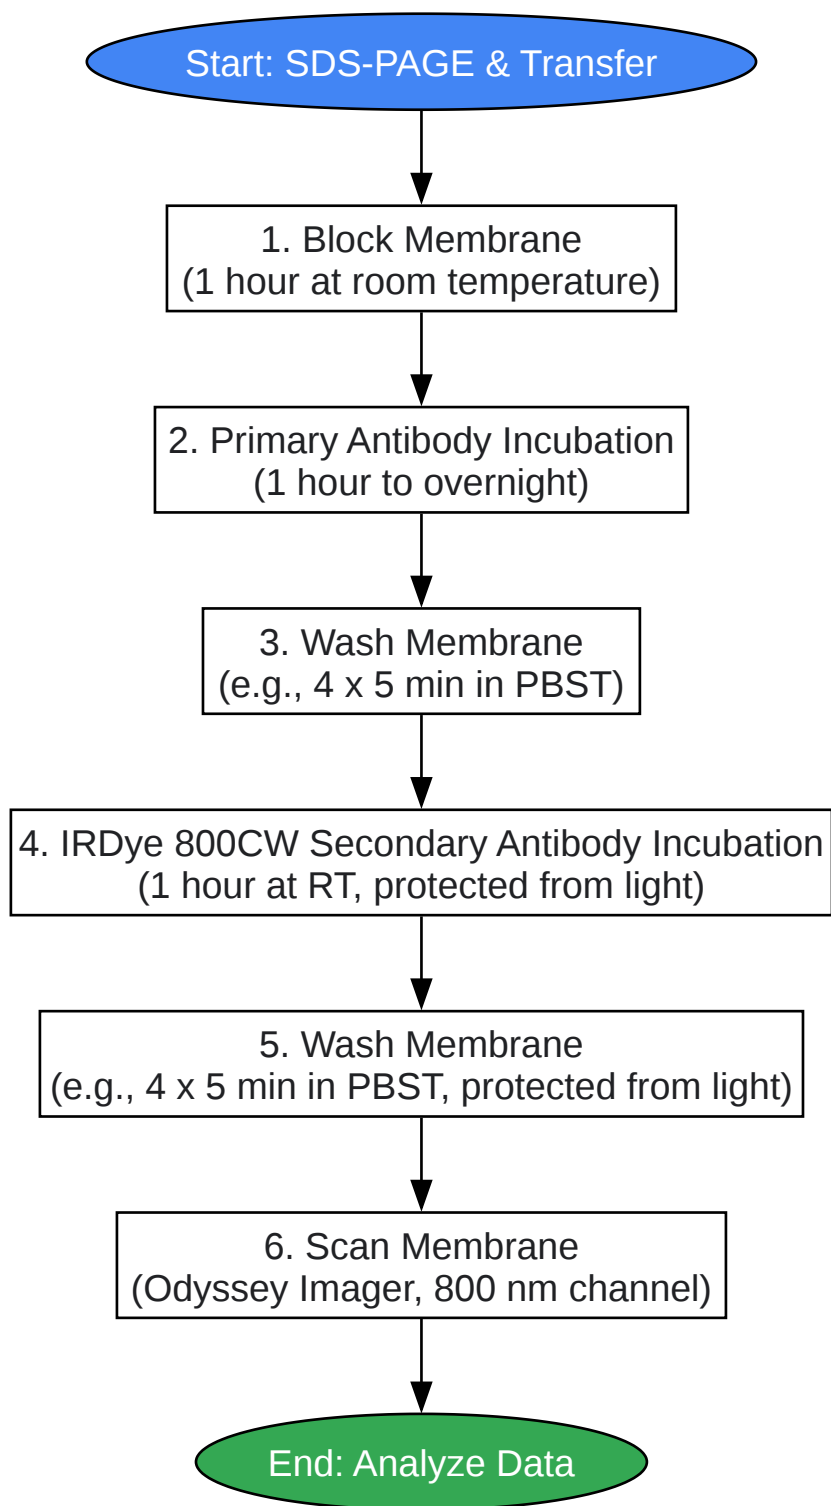 Start: SDS-PAGE & Transfer
1. Block Membrane
(1 hour at room temperature)
2. Primary Antibody Incubation
(1 hour to overnight)
3. Wash Membrane
(e.g., 4 x 5 min in PBST)
4. IRDye 800CW Secondary Antibody Incubation
(1 hour at RT, protected from light)
5. Wash Membrane
(e.g., 4 x 5 min in PBST, protected from light)
6. Scan Membrane
(Odyssey Imager, 800 nm channel)
End: Analyze Data